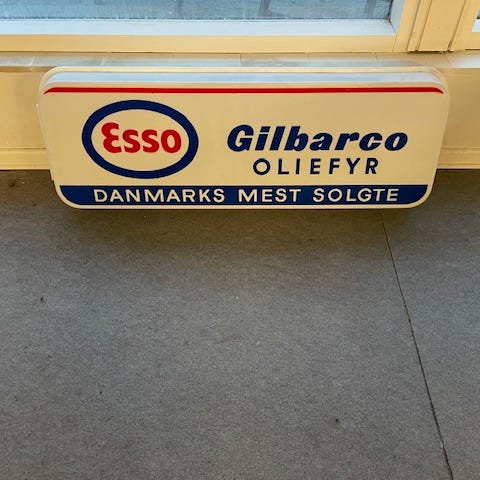 Esso
Gilbarco
OLIEFYR
DANMARKS MEST SOLGTE